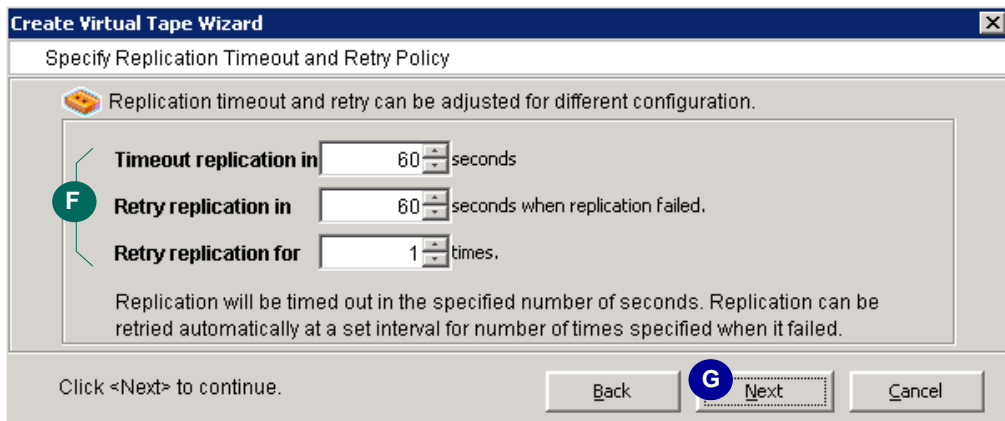 Create Virtual Tape Wizard
Specify Replication Timeout and Retry Policy
Replication timeout and retry can be adjusted for different configuration.
Timeout replication in 60 seconds
F
Retry replication in 60 seconds when replication failed.
Retry replication for 1 times.
Replication will be timed out in the specified number of seconds. Replication can be
retried automatically at a set interval for number of times specified when it failed.
Click <Next> to continue.
Back
G
Next
Cancel